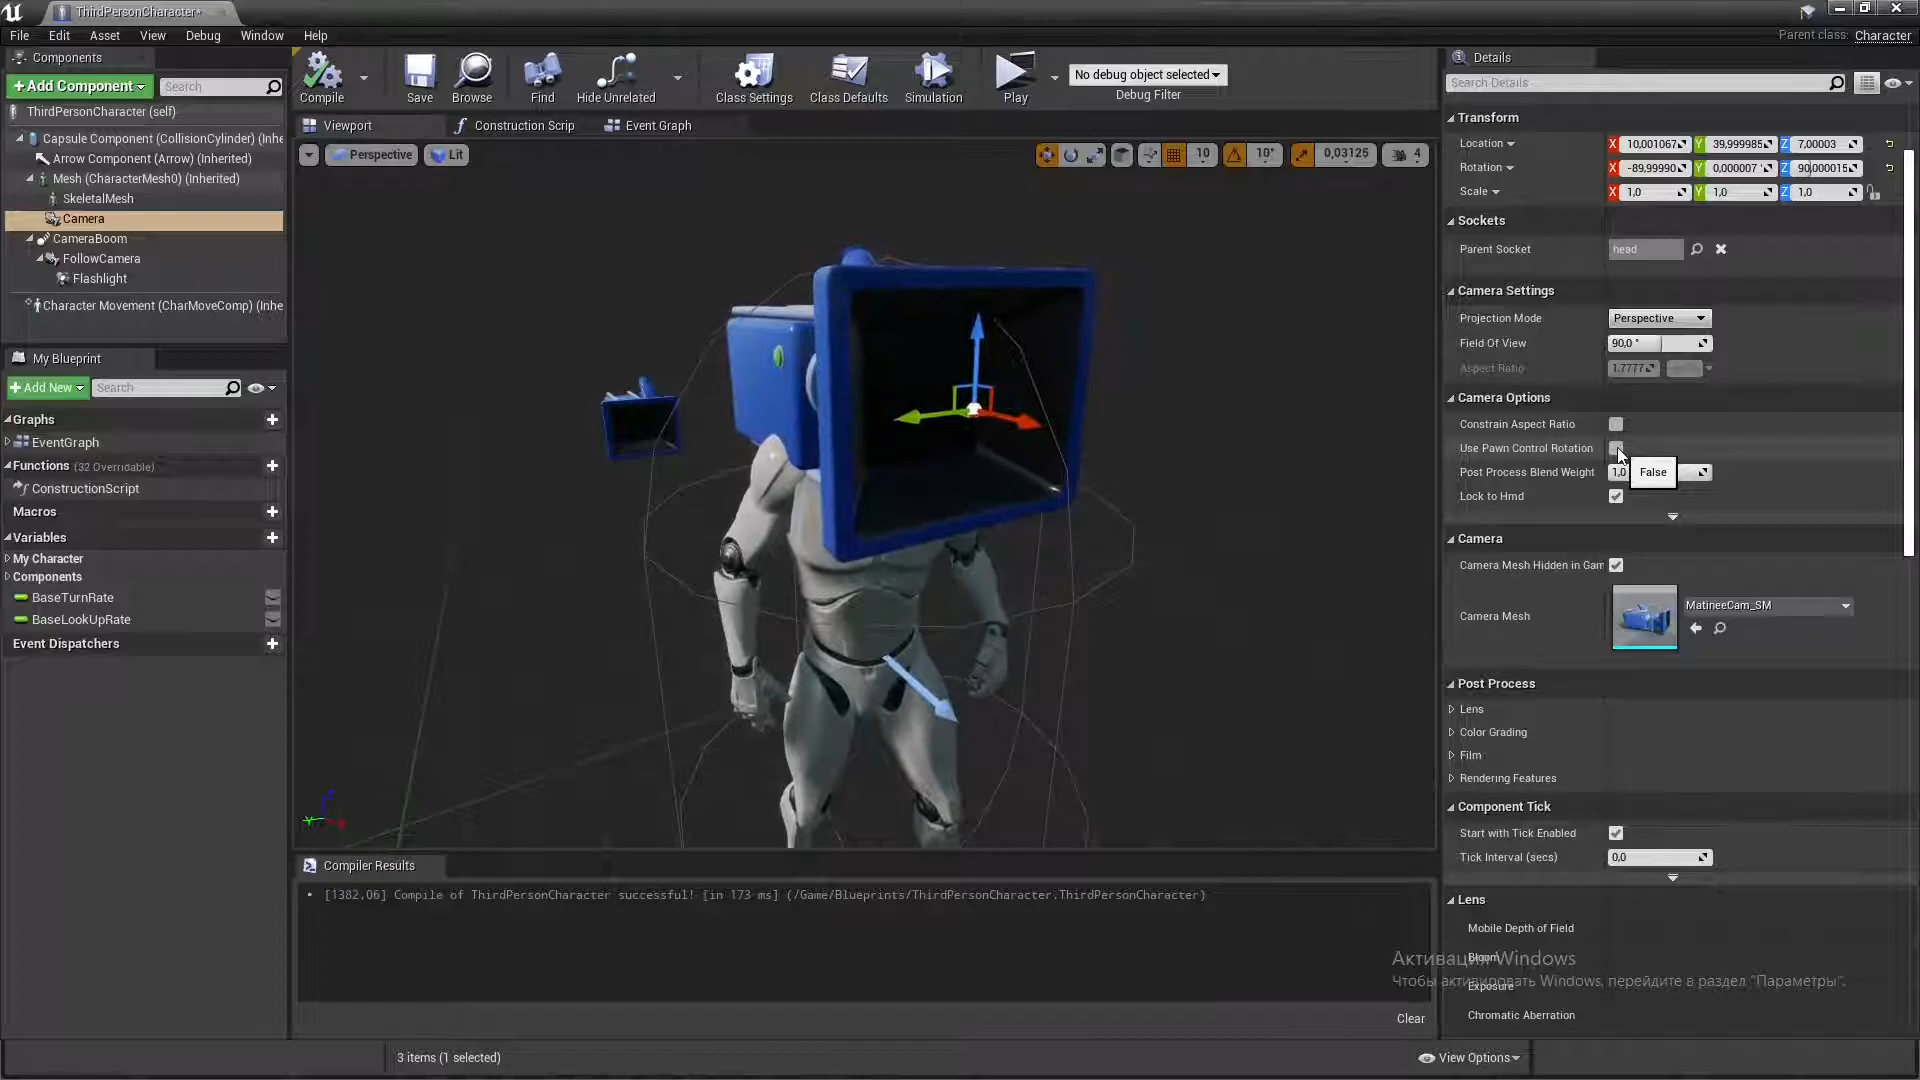 ThirdPersonCharacter*
File Edit Asset View Debug Window Help
Parent class: Character
Components
Add Component
Search
ThirdPersonCharacter (self)
Capsule Component (CollisionCylinder) (Inhe
Arrow Component (Arrow) (Inherited)
Mesh (CharacterMesh0) (Inherited)
SkeletalMesh
Camera
CameraBoom
FollowCamera
Flashlight
Character Movement (CharMoveComp) (Inhe
My Blueprint
Add New
Search
Graphs
EventGraph
Functions (32 Overridable)
ConstructionScript
Macros
Variables
My Character
Components
BaseTurnRate
BaseLookUpRate
Event Dispatchers
Compile Save Browse Find Hide Unrelated Class Settings Class Defaults Simulation Play
No debug object selected
Debug Filter
Viewport Construction Scrip Event Graph
Perspective Lit
10 10° 0,03125 4
Compiler Results
[1382,06] Compile of ThirdPersonCharacter successful! [in 173 ms] (/Game/Blueprints/ThirdPersonCharacter.ThirdPersonCharacter)
Clear
3 items (1 selected)
View Options
Details
Search Details
Transform
Location X 10,001067 Y 39,999985 Z 7,00003
Rotation X -89,99990 Y 0,000007 Z 90,000015
Scale X 1,0 Y 1,0 Z 1,0
Sockets
Parent Socket head
Camera Settings
Projection Mode Perspective
Field Of View 90,0 °
Aspect Ratio 1.7777
Camera Options
Constrain Aspect Ratio
Use Pawn Control Rotation
Post Process Blend Weight 1,0
False
Lock to Hmd
Camera
Camera Mesh Hidden in Gam
Camera Mesh MatineeCam_SM
Post Process
Lens
Color Grading
Film
Rendering Features
Component Tick
Start with Tick Enabled
Tick Interval (secs) 0,0
Lens
Mobile Depth of Field
Bloom
Exposure
Chromatic Aberration
Активация Windows
Чтобы активировать Windows, перейдите в раздел "Параметры".